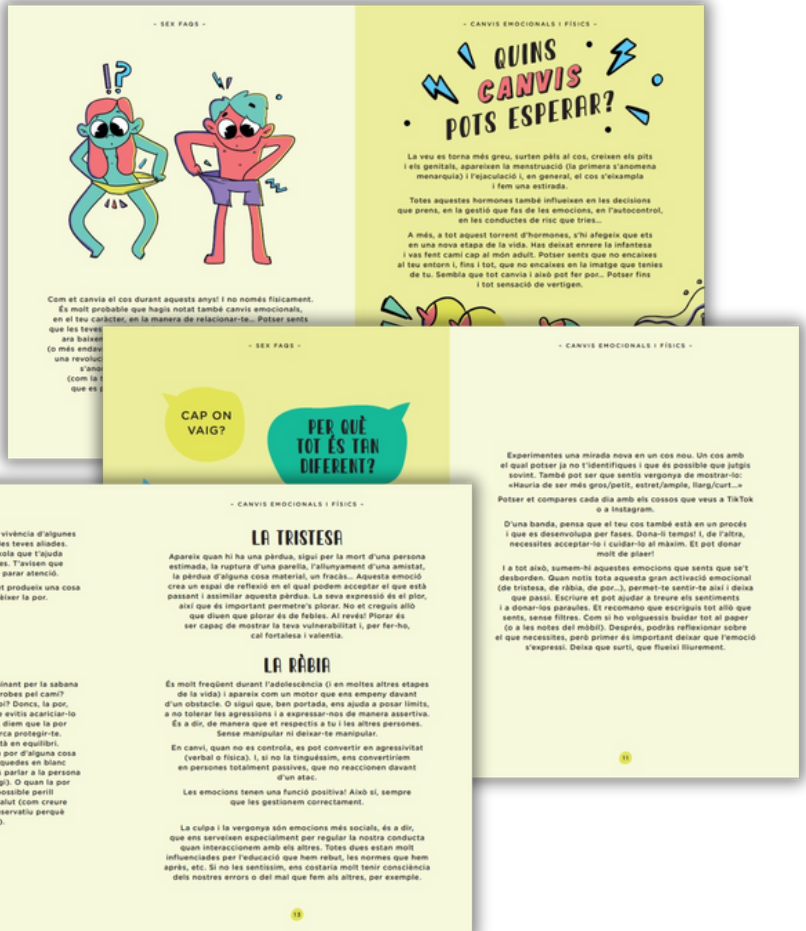 - SEX FAQS -
!?
Com et canvia el cos durant aquests anys! I no només físicament.
És molt probable que hagis notat també canvis emocionals,
en el teu caràcter, en la manera de relacionar-te... Potser sents
que les teves
ara baixen
(o més endav
una revoluci
s'ano
(com la
que es
- CANVIS EMOCIONALS I FÍSICS -
QUINS
CANVIS
POTS ESPERAR?
La veu es torna més greu, surten pèls al cos, creixen els pits
i els genitals, apareixen la menstruació (la primera s'anomena
menarquia) i l'ejaculació i, en general, el cos s'eixampla
i fem una estirada.
Totes aquestes hormones també influeixen en les decisions
que prens, en la gestió que fas de les emocions, en l'autocontrol,
en les conductes de risc que tries...
A més, a tot aquest torrent d'hormones, s'hi afegeix que ets
en una nova etapa de la vida. Has deixat enrere la infantesa
i vas fent camí cap al món adult. Potser sents que no encaixes
al teu entorn i, fins i tot, que no encaixes en la imatge que tenies
de tu. Sembla que tot canvia i això pot fer por... Potser fins
i tot sensació de vertigen.
- SEX FAQS -
CAP ON
VAIG?
PER QUÈ
TOT ÉS TAN
DIFERENT?
- CANVIS EMOCIONALS I FÍSICS -
Experimentes una mirada nova en un cos nou. Un cos amb
el qual potser ja no t'identifiques i que és possible que jutgis
sovint. També pot ser que sentis vergonya de mostrar-lo:
«Hauria de ser més gros/petit, estret/ample, llarg/curt...»
Potser et compares cada dia amb els cossos que veus a TikTok
o a Instagram.
D'una banda, pensa que el teu cos també està en un procés
i que es desenvolupa per fases. Dona-li temps! I, de l'altra,
necessites acceptar-lo i cuidar-lo al màxim. Et pot donar
molt de plaer!
I a tot això, sumem-hi aquestes emocions que sents que se't
desborden. Quan notis tota aquesta gran activació emocional
(de tristesa, de ràbia, de por...), permet-te sentir-te així i deixa
que passi. Escriure et pot ajudar a treure els sentiments
i a donar-los paraules. Et recomano que escriguis tot allò que
sents, sense filtres. Com si ho volguessis buidar tot al paper
(o a les notes del mòbil). Després, podràs reflexionar sobre
el que necessites, però primer és important deixar que l'emoció
s'expressi. Deixa que surti, que flueixi lliurement.
11
vivència d'algunes
les teves aliades.
xola que t'ajuda
es. T'avisen que
parar atenció.
et produeix una cosa
èixer la por.
inant per la sabana
robes pel camí?
bi? Doncs, la por,
e evitis acariciar-lo
diem que la por
rca protegir-te.
tà en equilibri.
por d'alguna cosa
quedes en blanc
s parlar a la persona
gi). O quan la por
possible perill
alut (com creure
servatiu perquè
).
- CANVIS EMOCIONALS I FÍSICS -
LA TRISTESA
Apareix quan hi ha una pèrdua, sigui per la mort d'una persona
estimada, la ruptura d'una parella, l'allunyament d'una amistat,
la pèrdua d'alguna cosa material, un fracàs... Aquesta emoció
crea un espai de reflexió en el qual podem acceptar el que està
passant i assimilar aquesta pèrdua. La seva expressió és el plor,
així que és important permetre's plorar. No et creguis allò
que diuen que plorar és de febles. Al revés! Plorar és
ser capaç de mostrar la teva vulnerabilitat i, per fer-ho,
cal fortalesa i valentia.
LA RÀBIA
És molt freqüent durant l'adolescència (i en moltes altres etapes
de la vida) i apareix com un motor que ens empeny davant
d'un obstacle. O sigui que, ben portada, ens ajuda a posar límits,
a no tolerar les agressions i a expressar-nos de manera assertiva.
És a dir, de manera que et respectis a tu i les altres persones.
Sense manipular ni deixar-te manipular.
En canvi, quan no es controla, es pot convertir en agressivitat
(verbal o física). I, si no la tinguéssim, ens convertiríem
en persones totalment passives, que no reaccionen davant
d'un atac.
Les emocions tenen una funció positiva! Això sí, sempre
que les gestionem correctament.
La culpa i la vergonya són emocions més socials, és a dir,
que ens serveixen especialment per regular la nostra conducta
quan interaccionem amb els altres. Totes dues estan molt
influenciades per l'educació que hem rebut, les normes que hem
après, etc. Si no les sentíssim, ens costaria molt tenir consciència
dels nostres errors o del mal que fem als altres, per exemple.
13